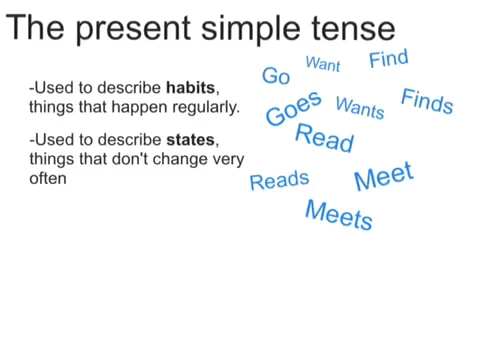 The present simple tense
-Used to describe habits,
things that happen regularly.
-Used to describe states,
things that don't change very
often
Go
Want
Find
Goes
Wants
Finds
Read
Reads
Meet
Meets